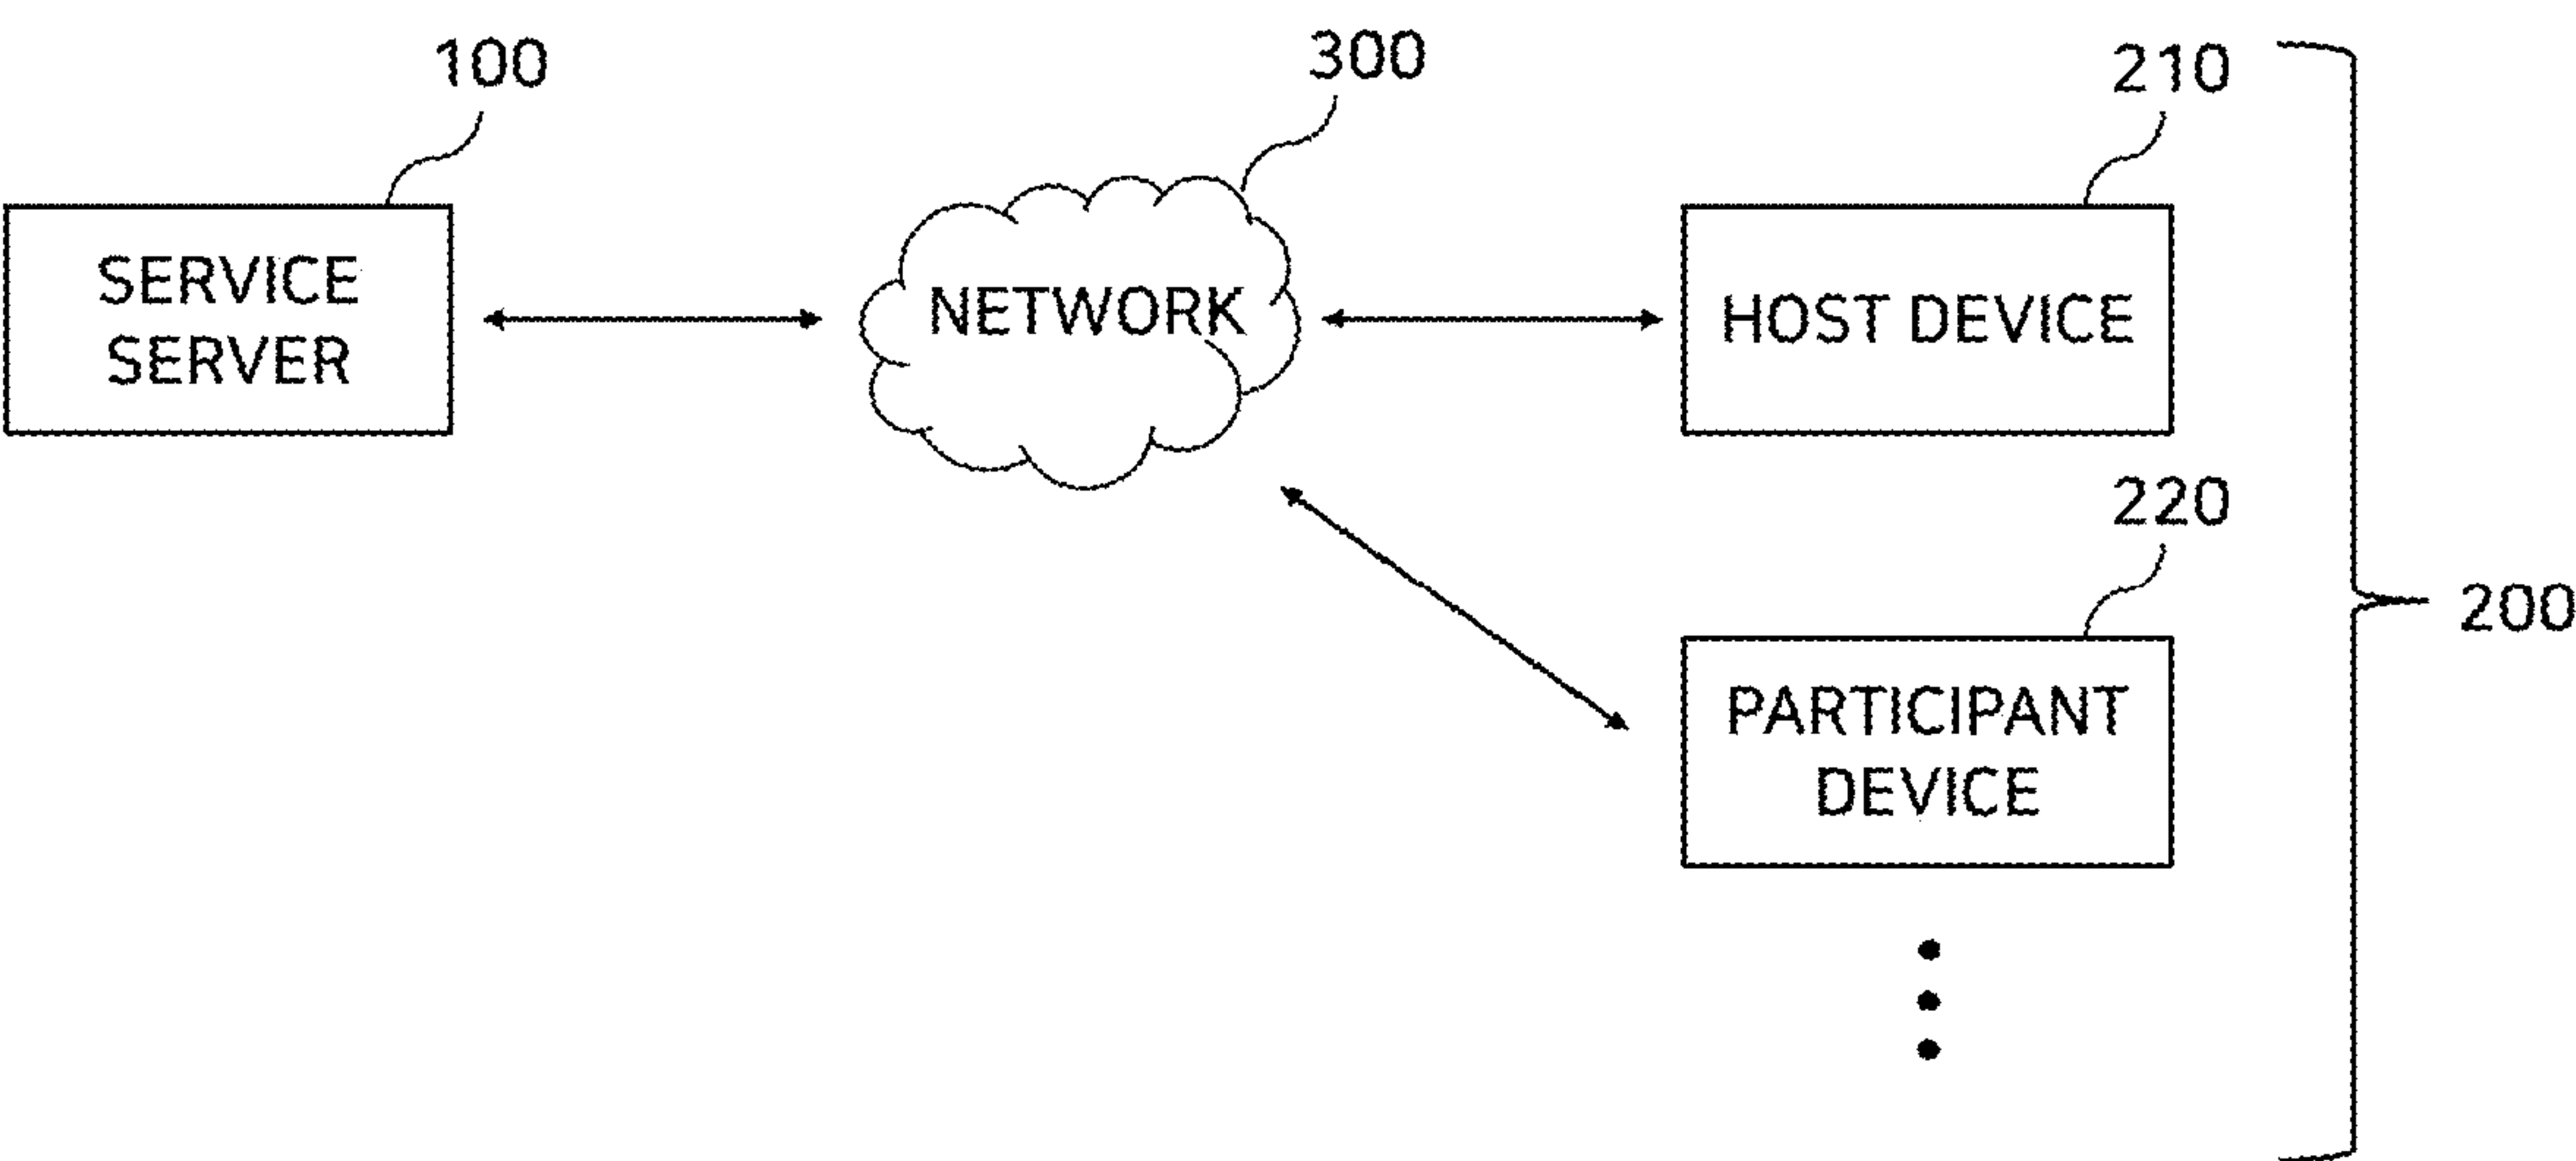 100
300
210
SERVICE
SERVER
NETWORK
HOST DEVICE
220
200
PARTICIPANT
DEVICE